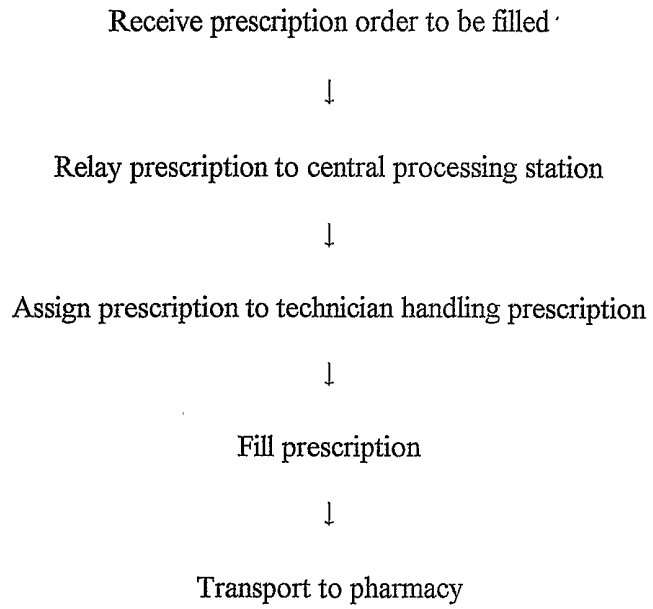 Receive prescription order to be filled
↓
Relay prescription to central processing station
↓
Assign prescription to technician handling prescription
↓
Fill prescription
↓
Transport to pharmacy